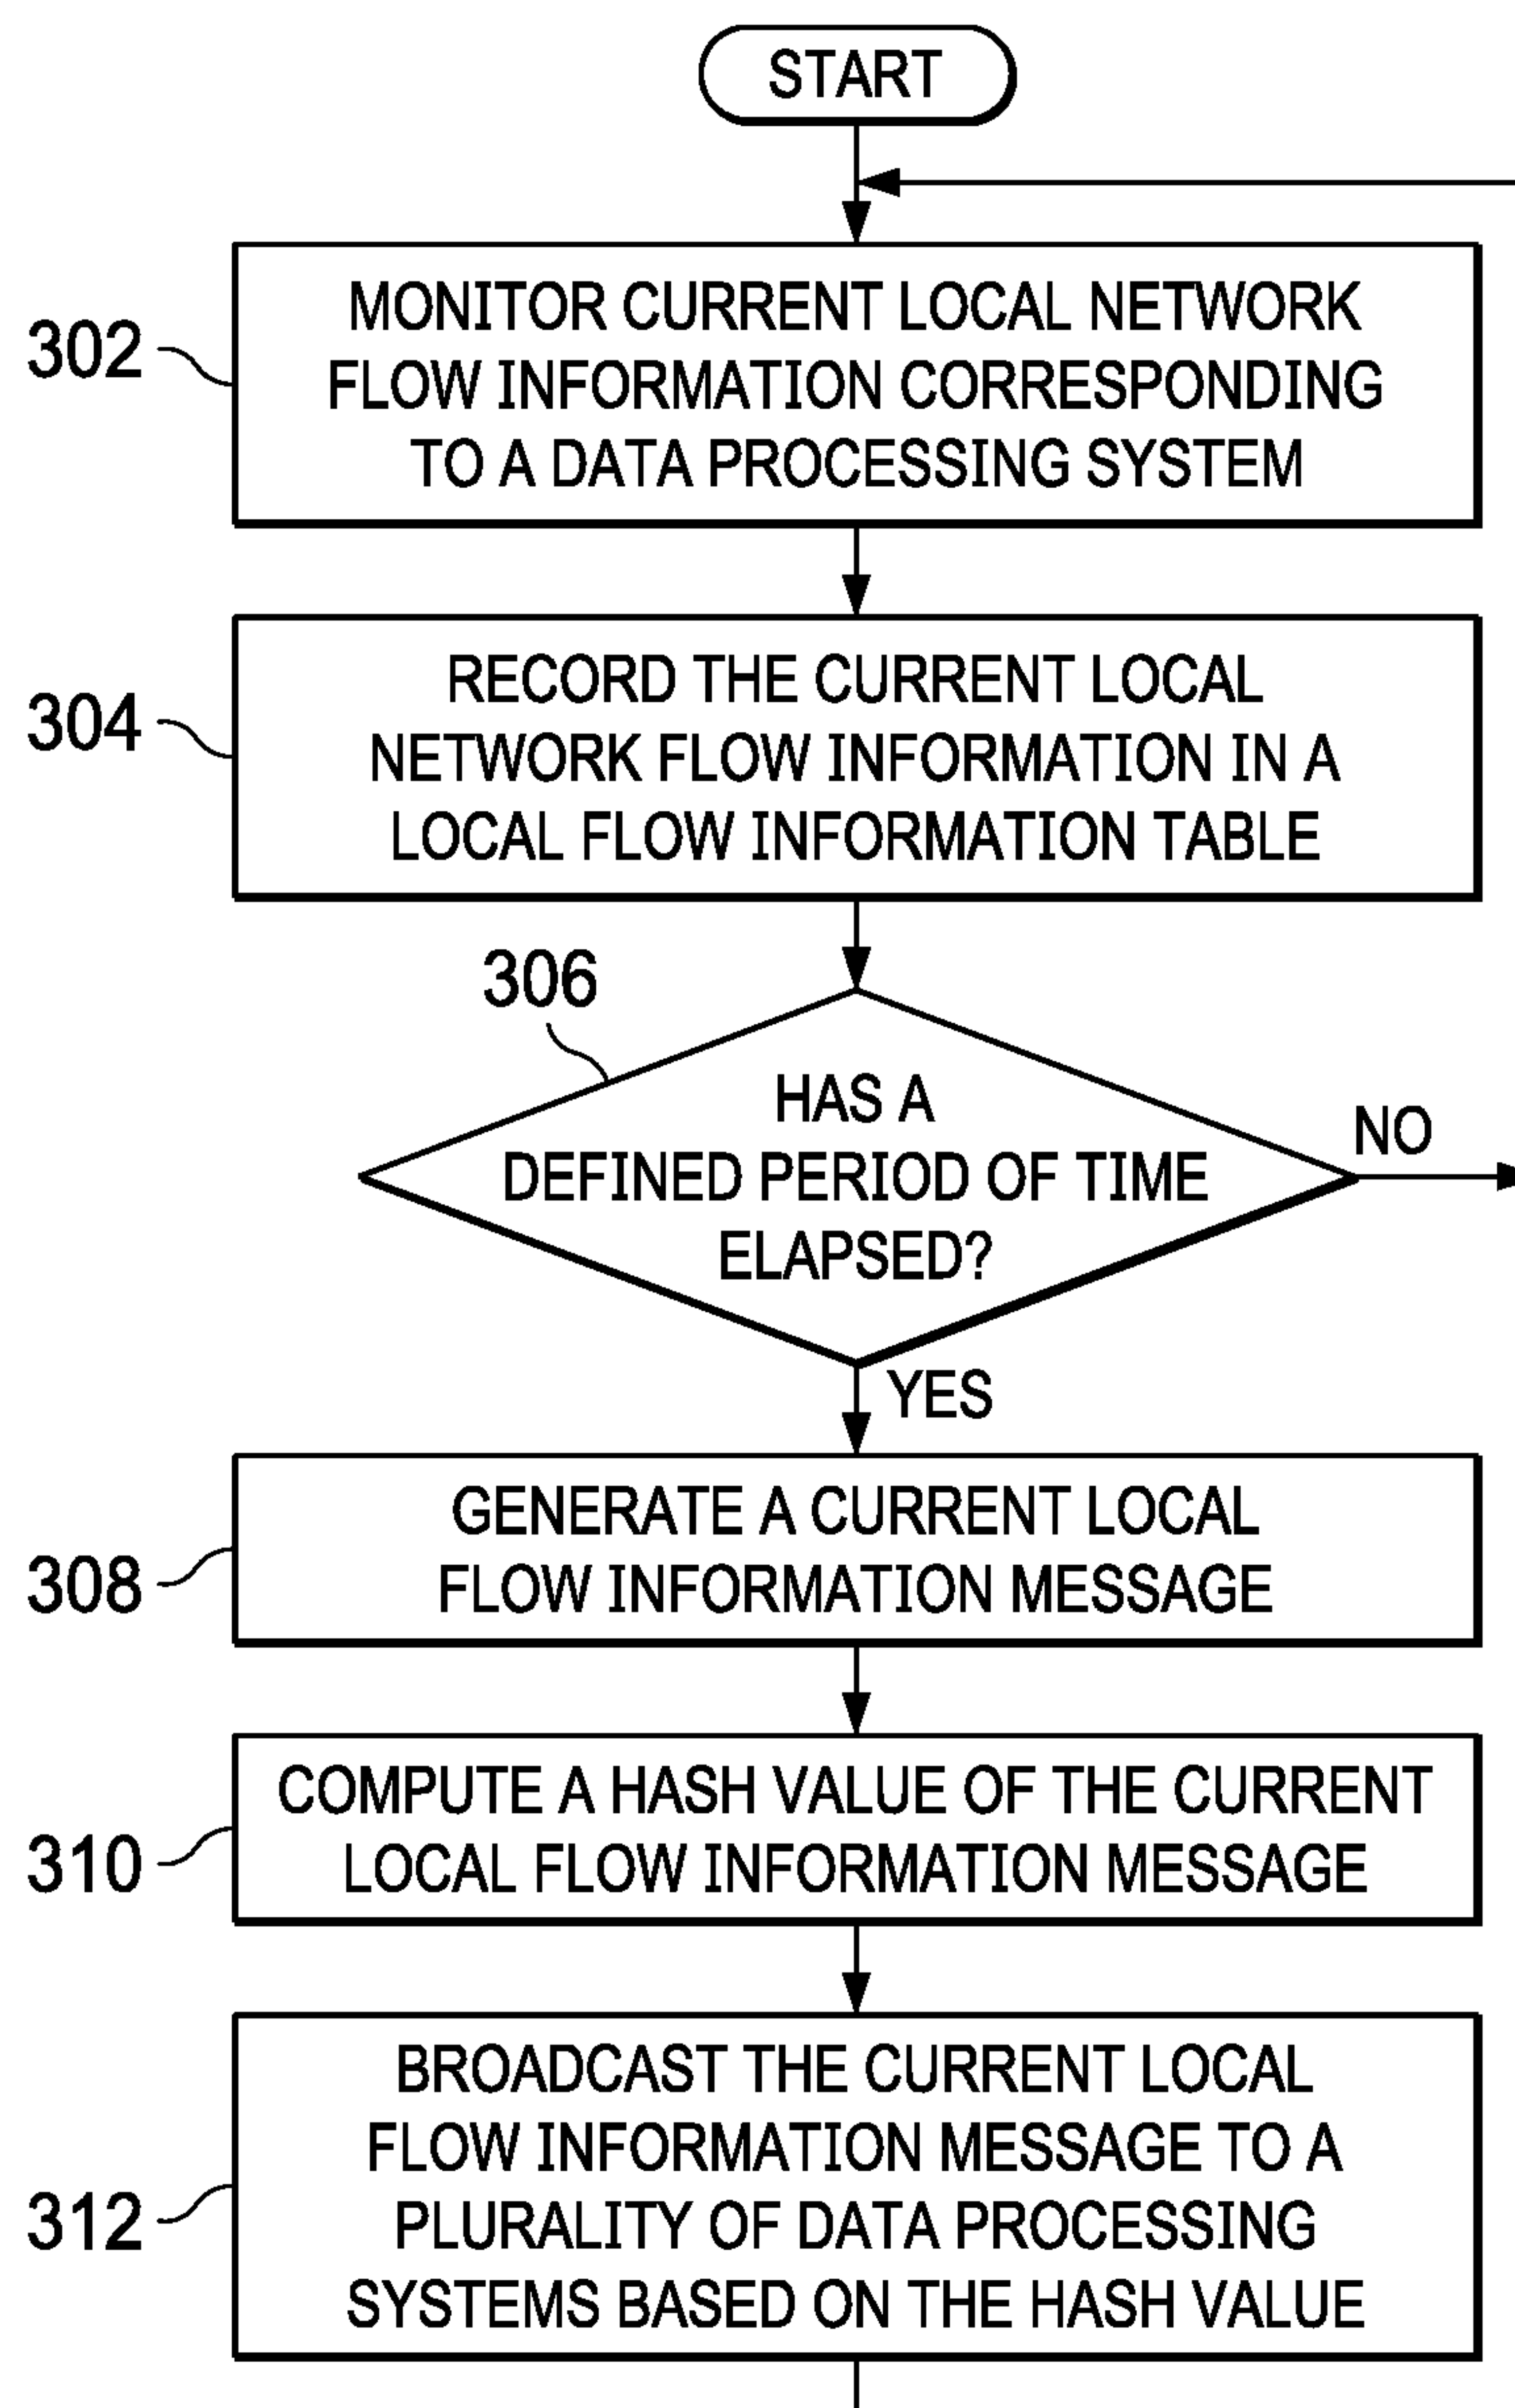 START
302
MONITOR CURRENT LOCAL NETWORK
FLOW INFORMATION CORRESPONDING
TO A DATA PROCESSING SYSTEM
304
RECORD THE CURRENT LOCAL
NETWORK FLOW INFORMATION IN A
LOCAL FLOW INFORMATION TABLE
306
HAS A
DEFINED PERIOD OF TIME
ELAPSED?
NO
YES
308
GENERATE A CURRENT LOCAL
FLOW INFORMATION MESSAGE
310
COMPUTE A HASH VALUE OF THE CURRENT
LOCAL FLOW INFORMATION MESSAGE
312
BROADCAST THE CURRENT LOCAL
FLOW INFORMATION MESSAGE TO A
PLURALITY OF DATA PROCESSING
SYSTEMS BASED ON THE HASH VALUE